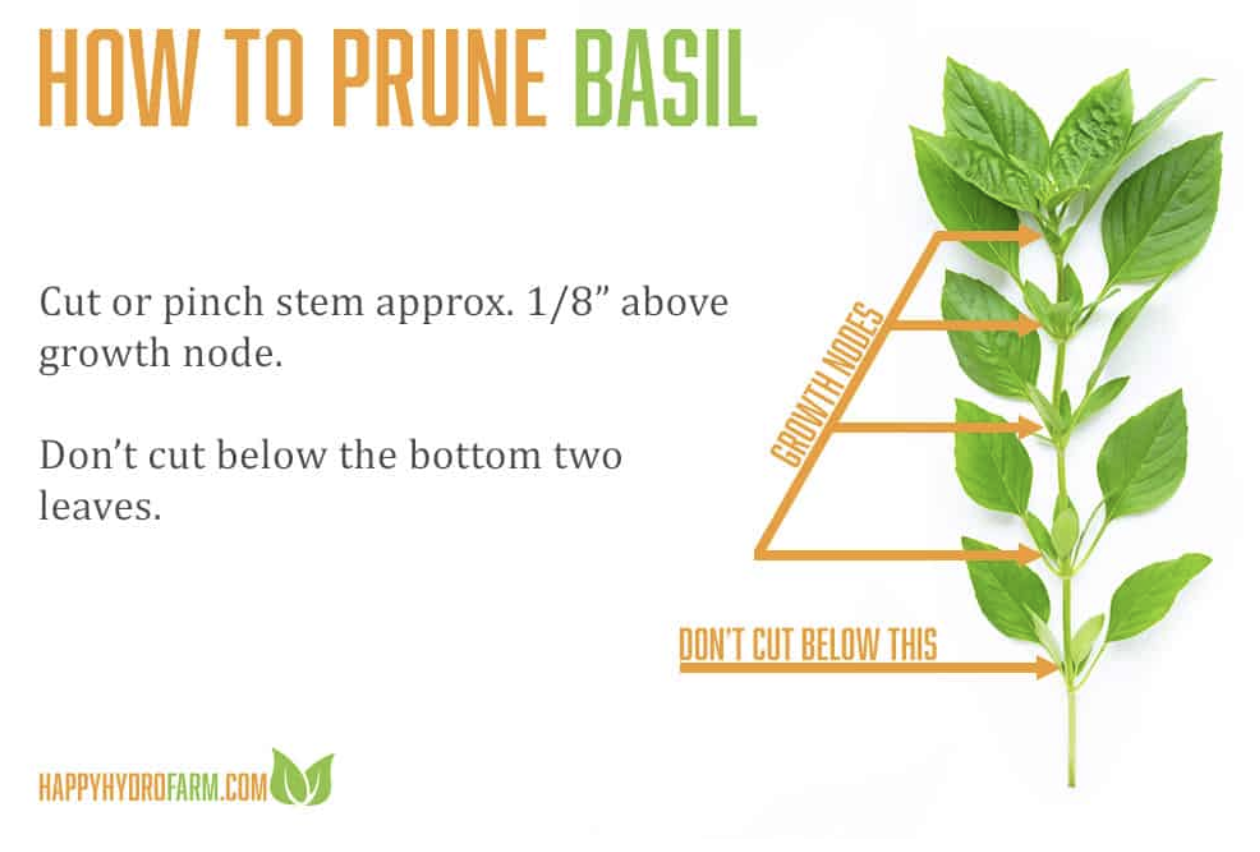 HOW TO PRUNE BASIL
Cut or pinch stem approx. 1/8” above
growth node.
Don’t cut below the bottom two
leaves.
GROWTH NODES
DON'T CUT BELOW THIS
HAPPYHYDROFARM.COM